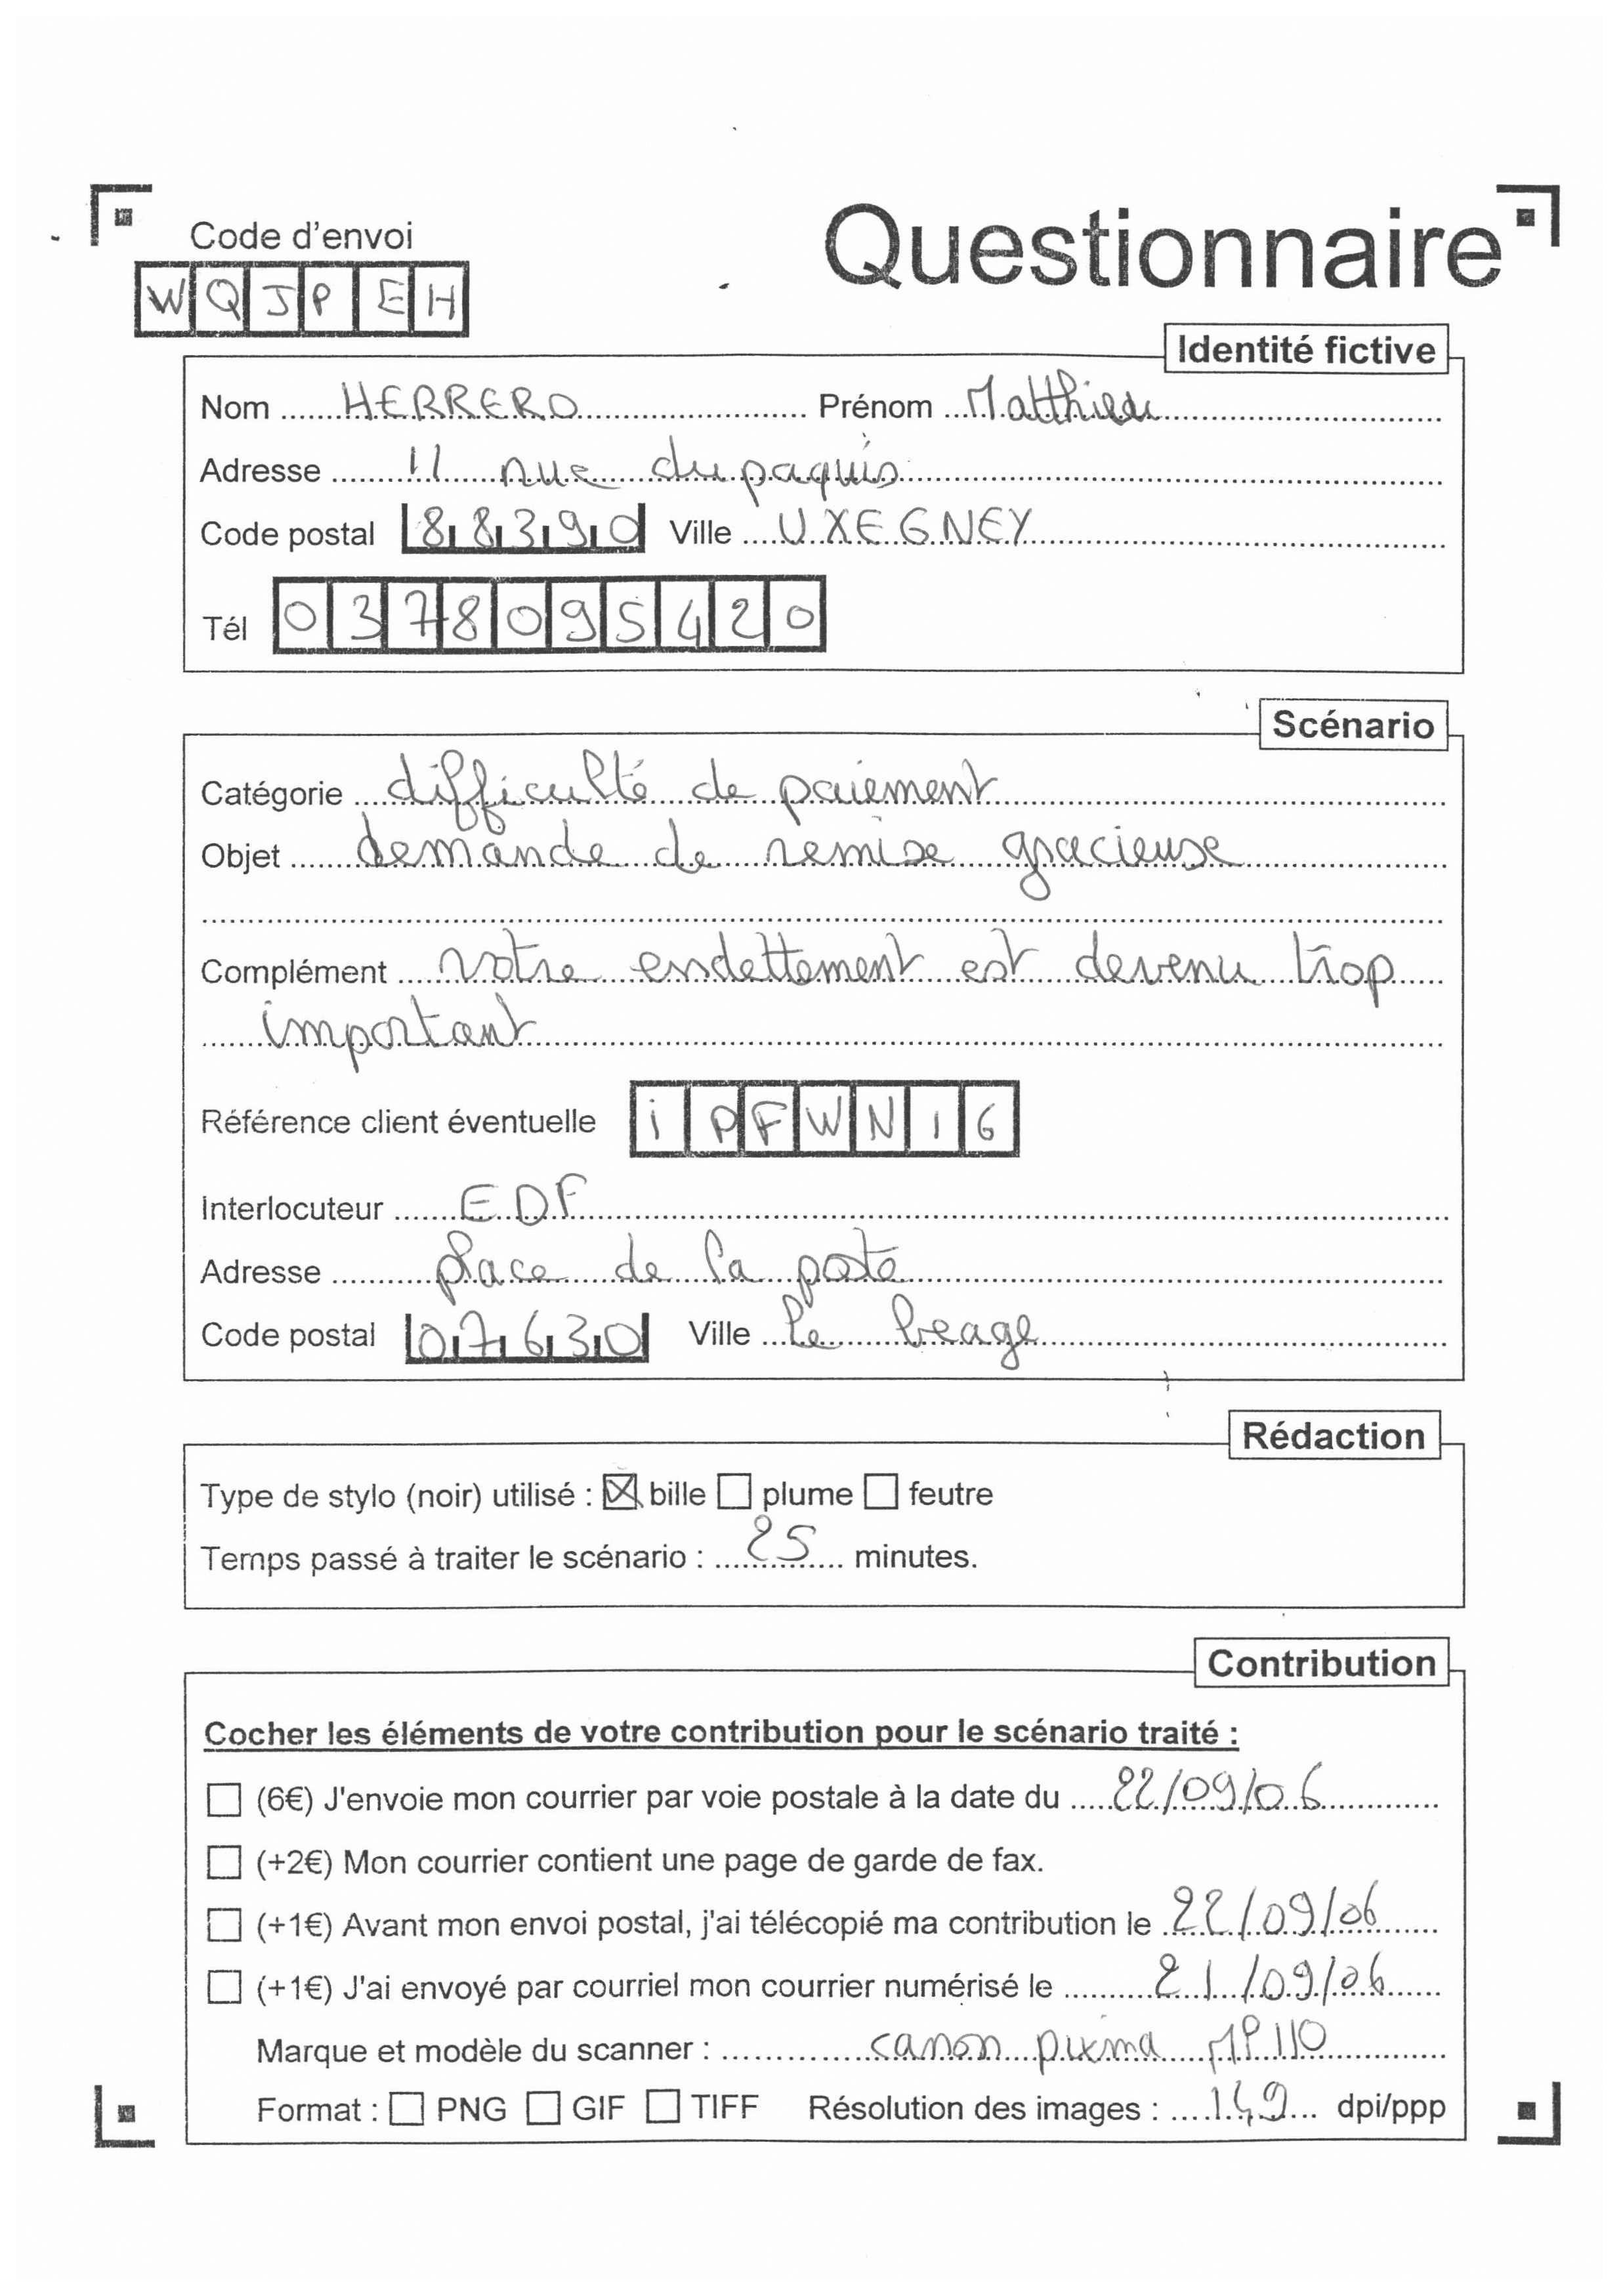 Code d'envoi
Questionnaire
WQJPEH
Identité fictive
Nom ...... HERRERO ...... Prénom ... Matthieu ......
Adresse ...... 11 rue du paquis ......
Code postal 88390 Ville .... UXEGNEY ......
Tél 0378095420
Scénario
Catégorie ... difficulté de paiement ......
Objet ...... demande de remise gracieuse ......
Complément .... votre endettement est devenu trop ....
...... important ......
Référence client éventuelle iPFWN16
Interlocuteur ...... EDF ......
Adresse ...... place de la poste ......
Code postal 07630 Ville ... le beage ......
Rédaction
Type de stylo (noir) utilisé : ☒ bille ☐ plume ☐ feutre
Temps passé à traiter le scénario : ... 25 ... minutes.
Contribution
Cocher les éléments de votre contribution pour le scénario traité :
☐ (6€) J'envoie mon courrier par voie postale à la date du ..... 22/09/06 ......
☐ (+2€) Mon courrier contient une page de garde de fax.
☐ (+1€) Avant mon envoi postal, j'ai télécopié ma contribution le . 22/09/06 ......
☐ (+1€) J'ai envoyé par courriel mon courrier numérisé le ...... 21/09/06 ......
Marque et modèle du scanner : ...... canon pixma MP110 ......
Format : ☐ PNG ☐ GIF ☐ TIFF Résolution des images : .... 149 ... dpi/ppp